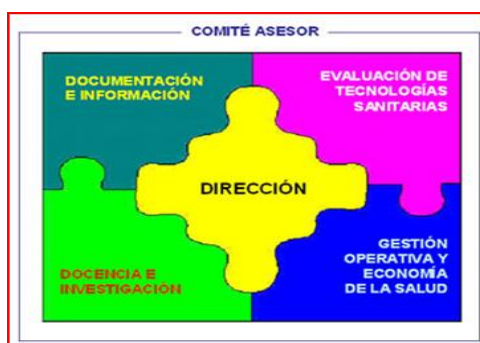 COMITÉ ASESOR
DOCUMENTACIÓN
E INFORMACIÓN
EVALUACIÓN DE
TECNOLOGÍAS
SANITARIAS
DIRECCIÓN
DOCENCIA E
INVESTIGACIÓN
GESTIÓN
OPERATIVA Y
ECONOMÍA
DE LA SALUD